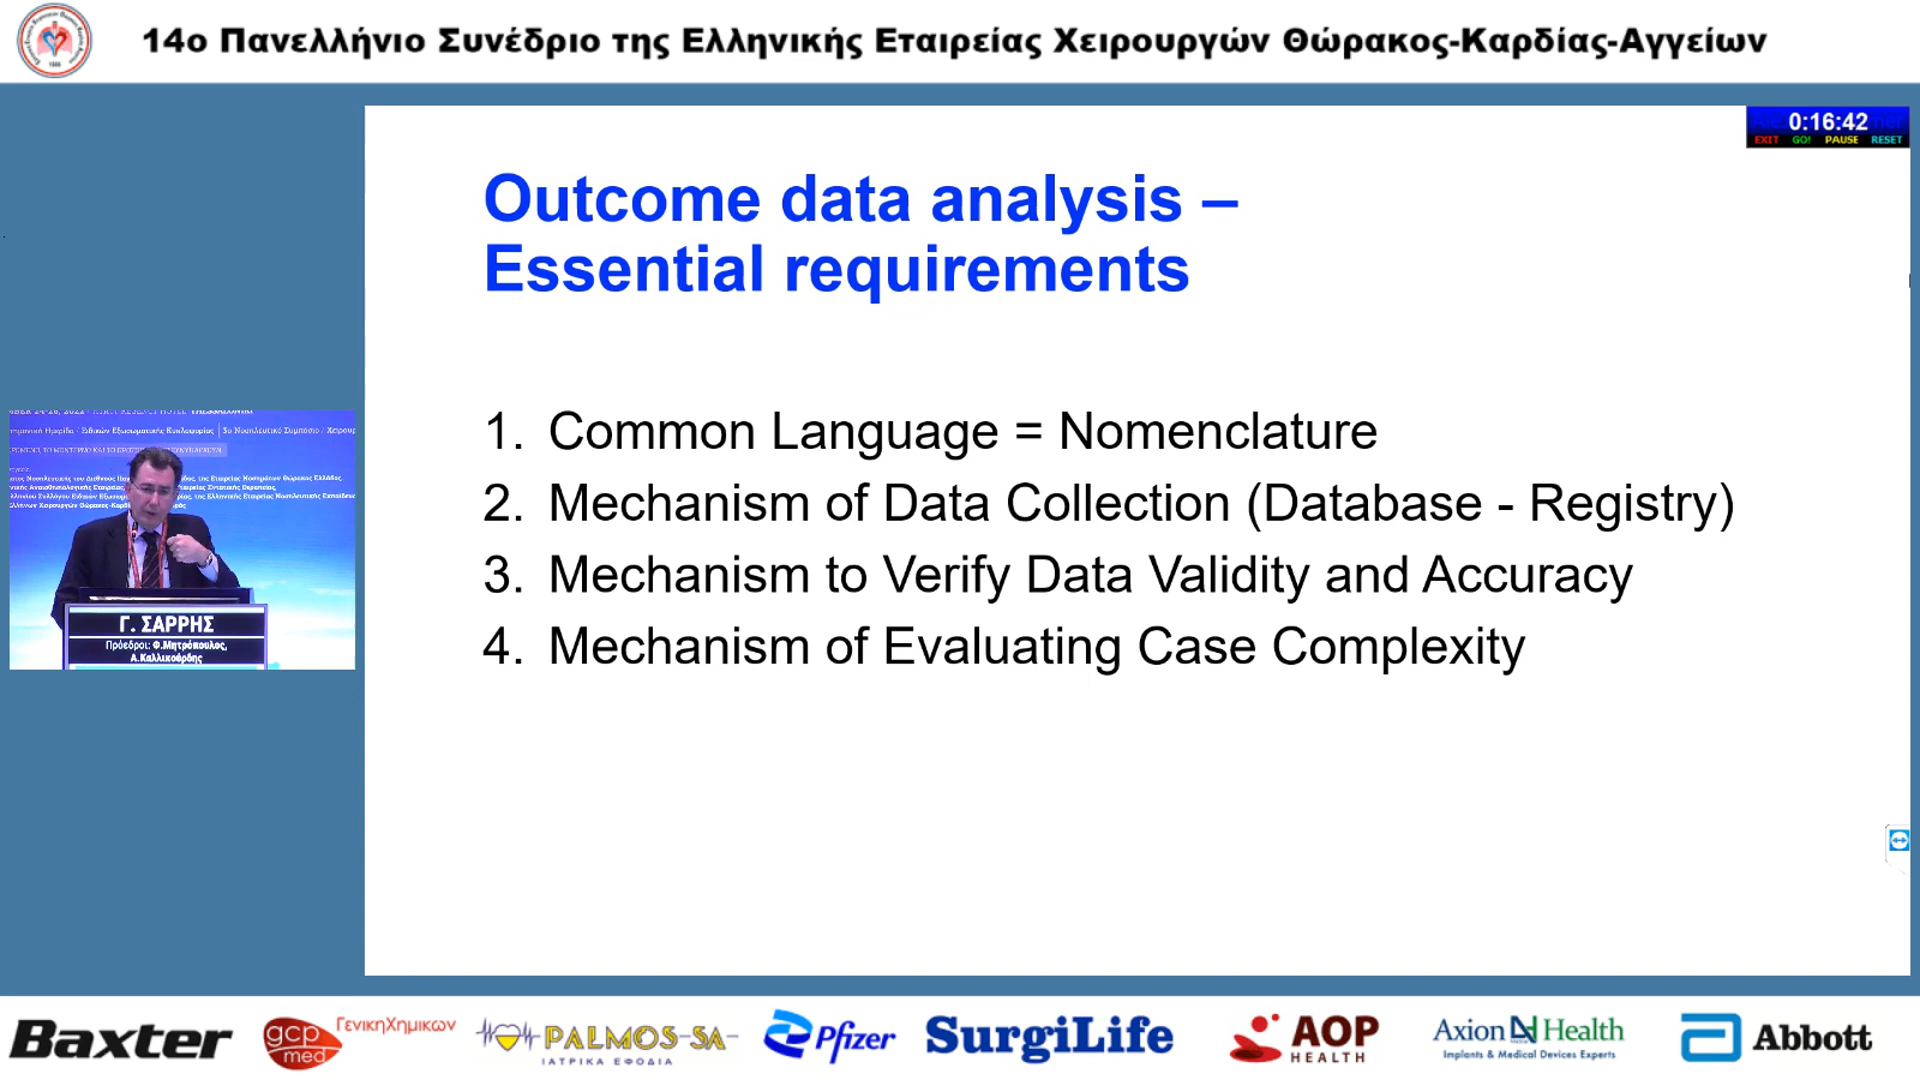 14ο Πανελλήνιο Συνέδριο της Ελληνικής Εταιρείας Χειρουργών Θώρακος-Καρδίας-Αγγείων
0:16:42
EXIT GO! PAUSE RESET
Outcome data analysis –
Essential requirements
1. Common Language = Nomenclature
2. Mechanism of Data Collection (Database - Registry)
3. Mechanism to Verify Data Validity and Accuracy
4. Mechanism of Evaluating Case Complexity
Γ. ΣΑΡΡΗΣ
Πρόεδροι: Φ.Μητρόπουλος,
Α.Καλλικούρδης
Baxter
gcp
med
ΓενικηΧημικων
PALMOS-SA
ΙΑΤΡΙΚΑ ΕΦΟΔΙΑ
Pfizer
SurgiLife
AOP
HEALTH
Axion Health
Implants & Medical Devices Experts
Abbott